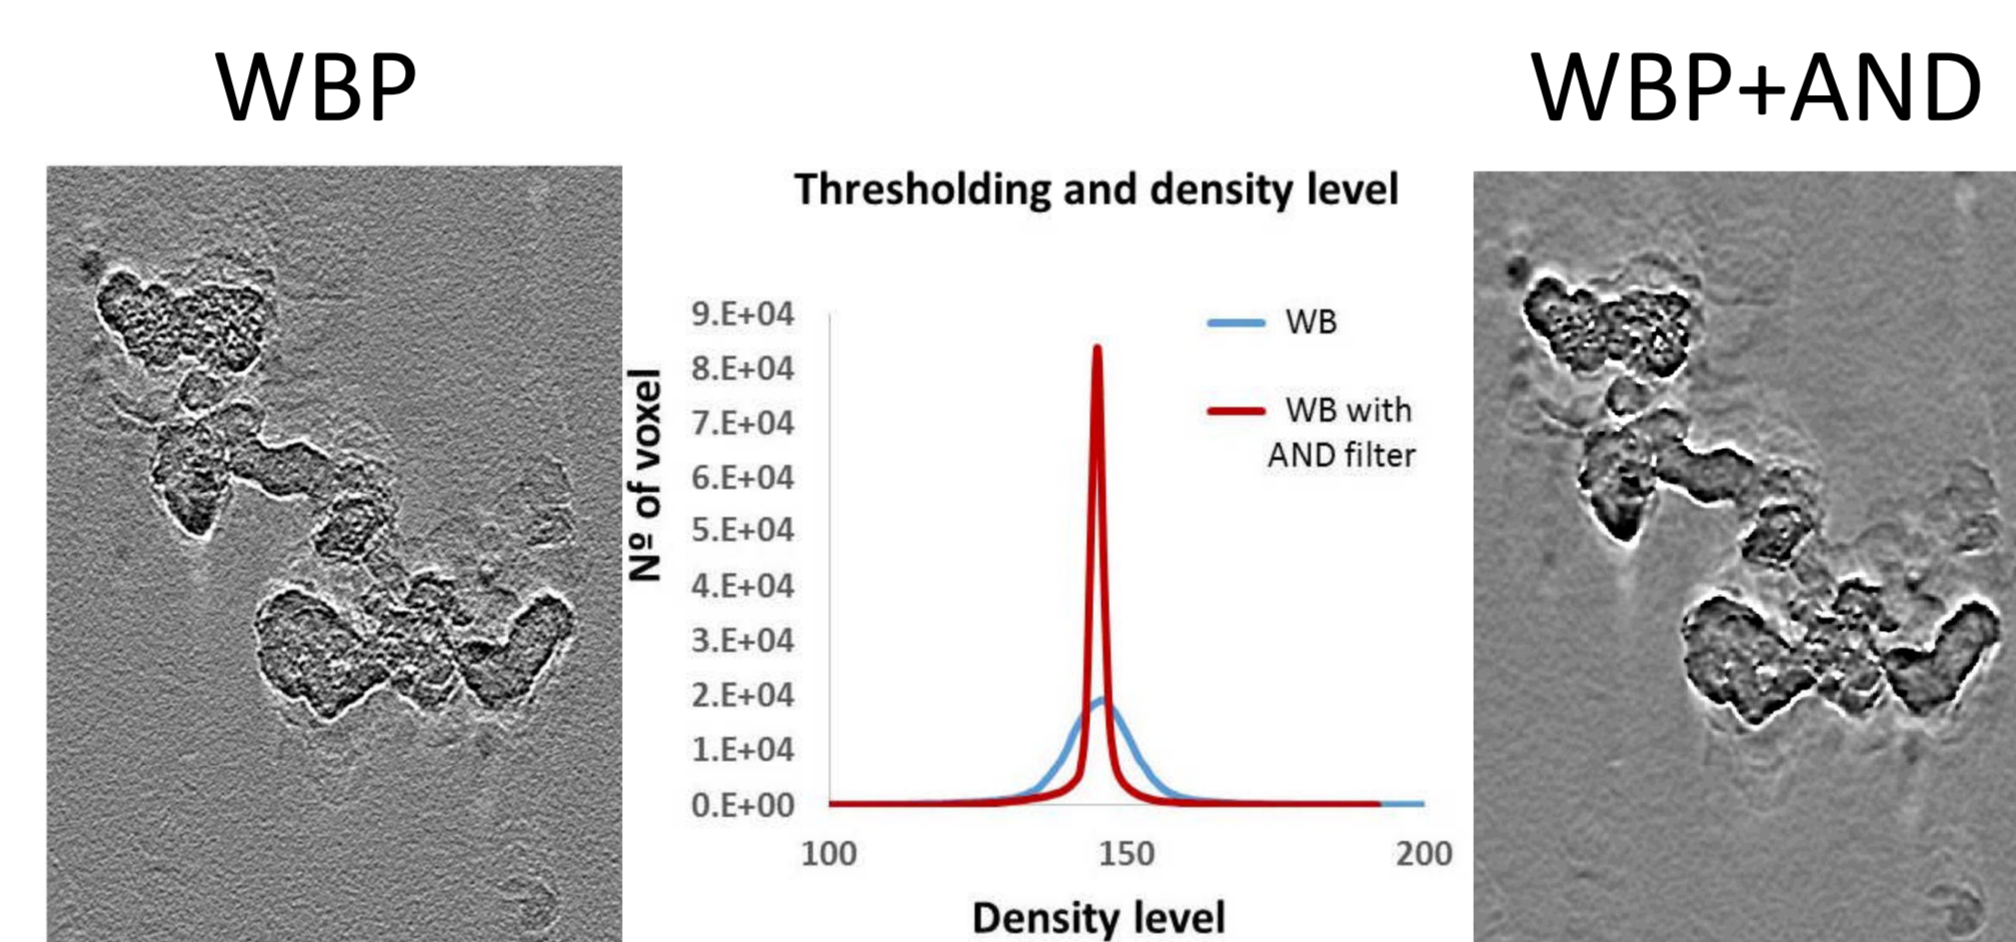 WBP
WBP+AND
Thresholding and density level
9.E+04
8.E+04
7.E+04
6.E+04
5.E+04
4.E+04
3.E+04
2.E+04
1.E+04
0.E+00
Nº of voxel
WB
WB with
AND filter
100 150 200
Density level